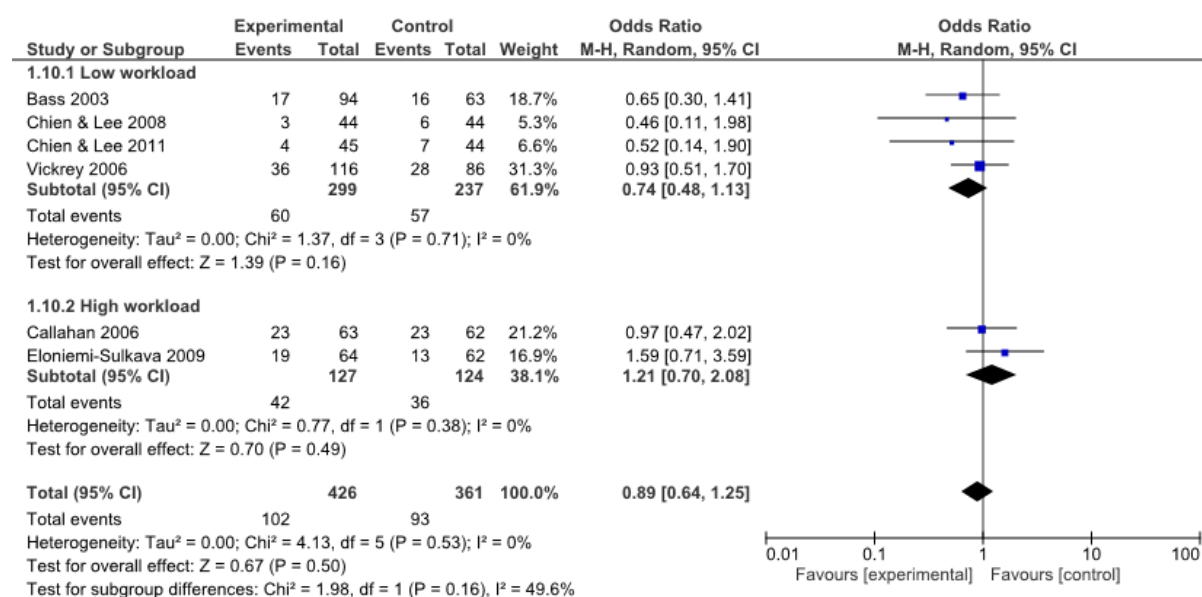 Experimental Control Odds Ratio Odds Ratio
Study or Subgroup Events Total Events Total Weight M-H, Random, 95% CI M-H, Random, 95% CI
1.10.1 Low workload
Bass 2003 17 94 16 63 18.7% 0.65 [0.30, 1.41]
Chien & Lee 2008 3 44 6 44 5.3% 0.46 [0.11, 1.98]
Chien & Lee 2011 4 45 7 44 6.6% 0.52 [0.14, 1.90]
Vickrey 2006 36 116 28 86 31.3% 0.93 [0.51, 1.70]
Subtotal (95% CI) 299 237 61.9% 0.74 [0.48, 1.13]
Total events 60 57
Heterogeneity: Tau² = 0.00; Chi² = 1.37, df = 3 (P = 0.71); I² = 0%
Test for overall effect: Z = 1.39 (P = 0.16)
1.10.2 High workload
Callahan 2006 23 63 23 62 21.2% 0.97 [0.47, 2.02]
Eloniemi-Sulkava 2009 19 64 13 62 16.9% 1.59 [0.71, 3.59]
Subtotal (95% CI) 127 124 38.1% 1.21 [0.70, 2.08]
Total events 42 36
Heterogeneity: Tau² = 0.00; Chi² = 0.77, df = 1 (P = 0.38); I² = 0%
Test for overall effect: Z = 0.70 (P = 0.49)
Total (95% CI) 426 361 100.0% 0.89 [0.64, 1.25]
Total events 102 93
Heterogeneity: Tau² = 0.00; Chi² = 4.13, df = 5 (P = 0.53); I² = 0%
Test for overall effect: Z = 0.67 (P = 0.50)
Test for subgroup differences: Chi² = 1.98, df = 1 (P = 0.16), I² = 49.6%
0.01 0.1 1 10 100
Favours [experimental] Favours [control]